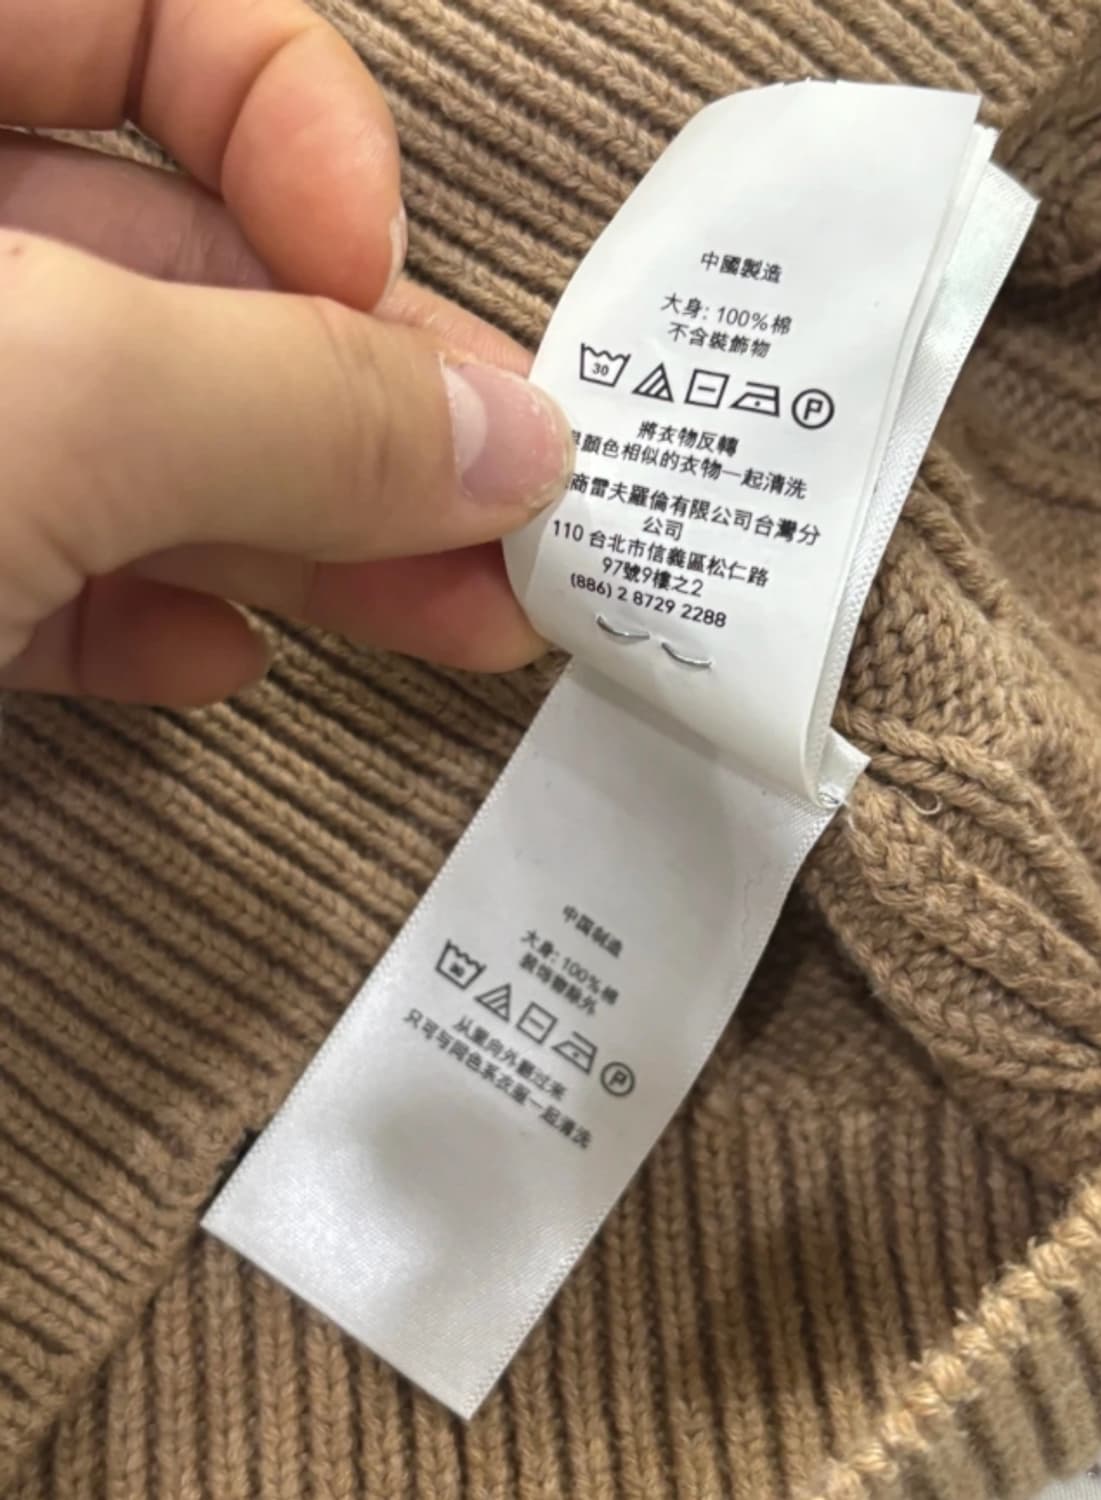 中國製造
大身: 100%棉
不含裝飾物
30
P
將衣物反轉
顏色相似的衣物一起清洗
商雷夫羅倫有限公司台灣分
公司
110 台北市信義區松仁路
97號9樓之2
(886) 2 8729 2288
中国制造
大身: 100%棉
装饰物除外
30
P
从里向外翻过来
只可与同色系衣服一起清洗